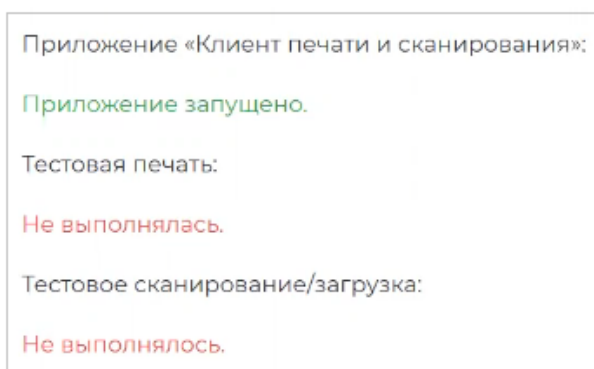 Приложение «Клиент печати и сканирования»:
Приложение запущено.
Тестовая печать:
Не выполнялась.
Тестовое сканирование/загрузка:
Не выполнялось.